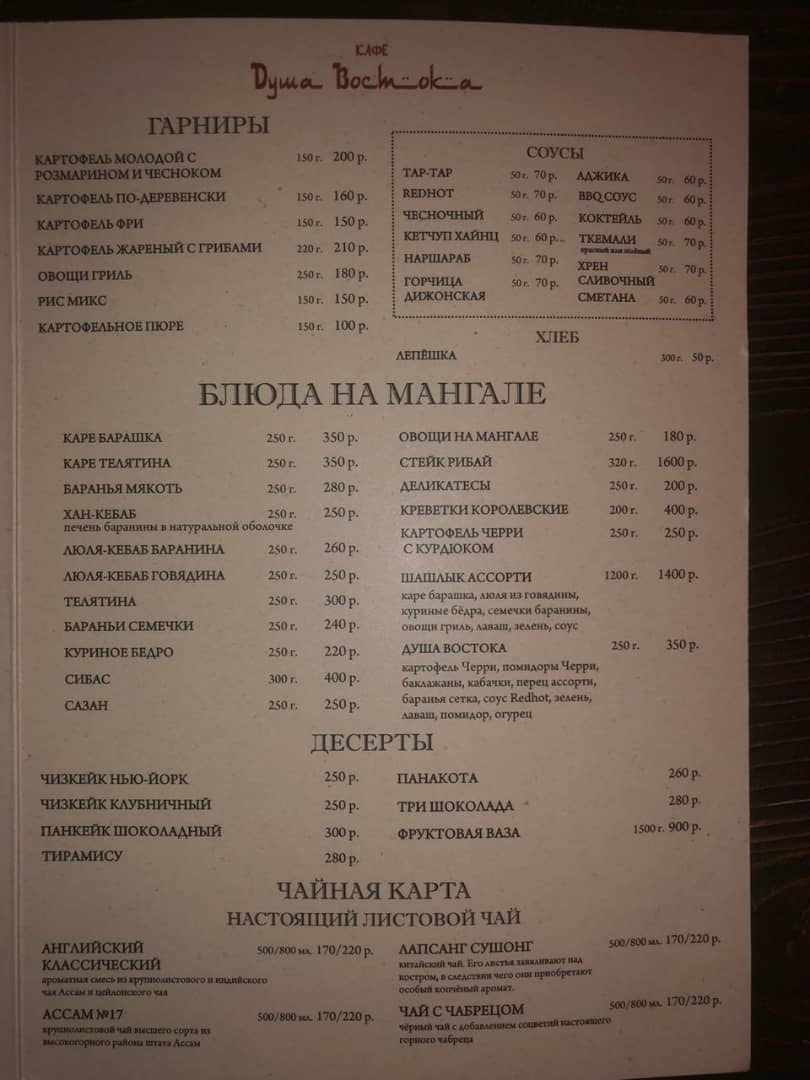 КАФЕ
Душа Востока
ГАРНИРЫ
КАРТОФЕЛЬ МОЛОДОЙ С 150 г. 200 р.
РОЗМАРИНОМ И ЧЕСНОКОМ
КАРТОФЕЛЬ ПО-ДЕРЕВЕНСКИ 150 г. 160 р.
КАРТОФЕЛЬ ФРИ 150 г. 150 р.
КАРТОФЕЛЬ ЖАРЕНЫЙ С ГРИБАМИ 220 г. 210 р.
ОВОЩИ ГРИЛЬ 250 г. 180 р.
РИС МИКС 150 г. 150 р.
КАРТОФЕЛЬНОЕ ПЮРЕ 150 г. 100 р.
СОУСЫ
ТАР-ТАР 50 г. 70 р.
REDHOT 50 г. 70 р.
ЧЕСНОЧНЫЙ 50 г. 60 р.
КЕТЧУП ХАЙНЦ 50 г. 60 р.
НАРШАРАБ 50 г. 70 р.
ГОРЧИЦА 50 г. 70 р.
ДИЖОНСКАЯ
АДЖИКА 50 г. 60 р.
BBQ СОУС 50 г. 60 р.
КОКТЕЙЛЬ 50 г. 60 р.
ТКЕМАЛИ 50 г. 70 р.
красный или зелёный
ХРЕН 50 г. 70 р.
СЛИВОЧНЫЙ
СМЕТАНА 50 г. 60 р.
ХЛЕБ
ЛЕПЁШКА 300 г. 50 р.
БЛЮДА НА МАНГАЛЕ
КАРЕ БАРАШКА 250 г. 350 р.
КАРЕ ТЕЛЯТИНА 250 г. 350 р.
БАРАНЬЯ МЯКОТЬ 250 г. 280 р.
ХАН-КЕБАБ 250 г. 250 р.
печень баранины в натуральной оболочке
ЛЮЛЯ-КЕБАБ БАРАНИНА 250 г. 260 р.
ЛЮЛЯ-КЕБАБ ГОВЯДИНА 250 г. 250 р.
ТЕЛЯТИНА 250 г. 300 р.
БАРАНЬИ СЕМЕЧКИ 250 г. 240 р.
КУРИНОЕ БЕДРО 250 г. 220 р.
СИБАС 300 г. 400 р.
САЗАН 250 г. 250 р.
ОВОЩИ НА МАНГАЛЕ 250 г. 180 р.
СТЕЙК РИБАЙ 320 г. 1600 р.
ДЕЛИКАТЕСЫ 250 г. 200 р.
КРЕВЕТКИ КОРОЛЕВСКИЕ 200 г. 400 р.
КАРТОФЕЛЬ ЧЕРРИ 250 г. 250 р.
С КУРДЮКОМ
ШАШЛЫК АССОРТИ 1200 г. 1400 р.
каре барашка, люля из говядины,
куриные бёдра, семечки баранины,
овощи гриль, лаваш, зелень, соус
ДУША ВОСТОКА 250 г. 350 р.
картофель Черри, помидоры Черри,
баклажаны, кабачки, перец ассорти,
баранья сетка, соус Redhot, зелень,
лаваш, помидор, огурец
ДЕСЕРТЫ
ЧИЗКЕЙК НЬЮ-ЙОРК 250 р.
ЧИЗКЕЙК КЛУБНИЧНЫЙ 250 р.
ПАНКЕЙК ШОКОЛАДНЫЙ 300 р.
ТИРАМИСУ 280 р.
ПАНАКОТА 260 р.
ТРИ ШОКОЛАДА 280 р.
ФРУКТОВАЯ ВАЗА 1500 г. 900 р.
ЧАЙНАЯ КАРТА
НАСТОЯЩИЙ ЛИСТОВОЙ ЧАЙ
АНГЛИЙСКИЙ 500/800 мл. 170/220 р.
КЛАССИЧЕСКИЙ
ароматная смесь из крупнолистового и индийского
чая Ассам и цейлонского чая
АССАМ №17 500/800 мл. 170/220 р.
крупнолистовой чай высшего сорта из
высокогорного района штата Ассам
ЛАПСАНГ СУШОНГ 500/800 мл. 170/220 р.
китайский чай. Его листья завяливают над
костром, в следствии чего они приобретают
особый копчёный аромат.
ЧАЙ С ЧАБРЕЦОМ 500/800 мл. 170/220 р.
чёрный чай с добавлением соцветий настоящего
горного чабреца